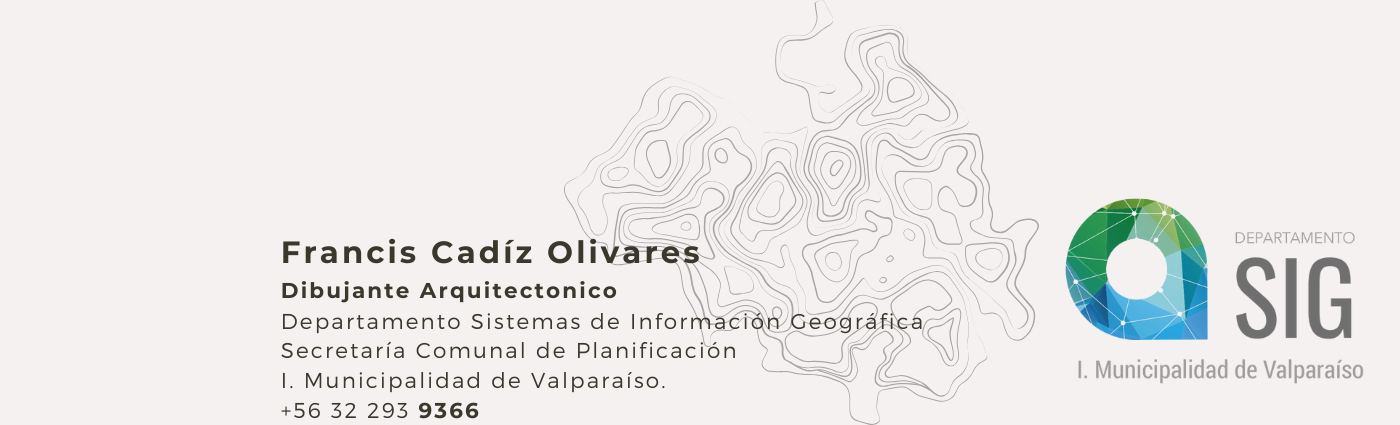 Francis Cadíz Olivares
Dibujante Arquitectonico
Departamento Sistemas de Información Geográfica
Secretaría Comunal de Planificación
I. Municipalidad de Valparaíso.
+56 32 293 9366
DEPARTAMENTO
SIG
I. Municipalidad de Valparaíso